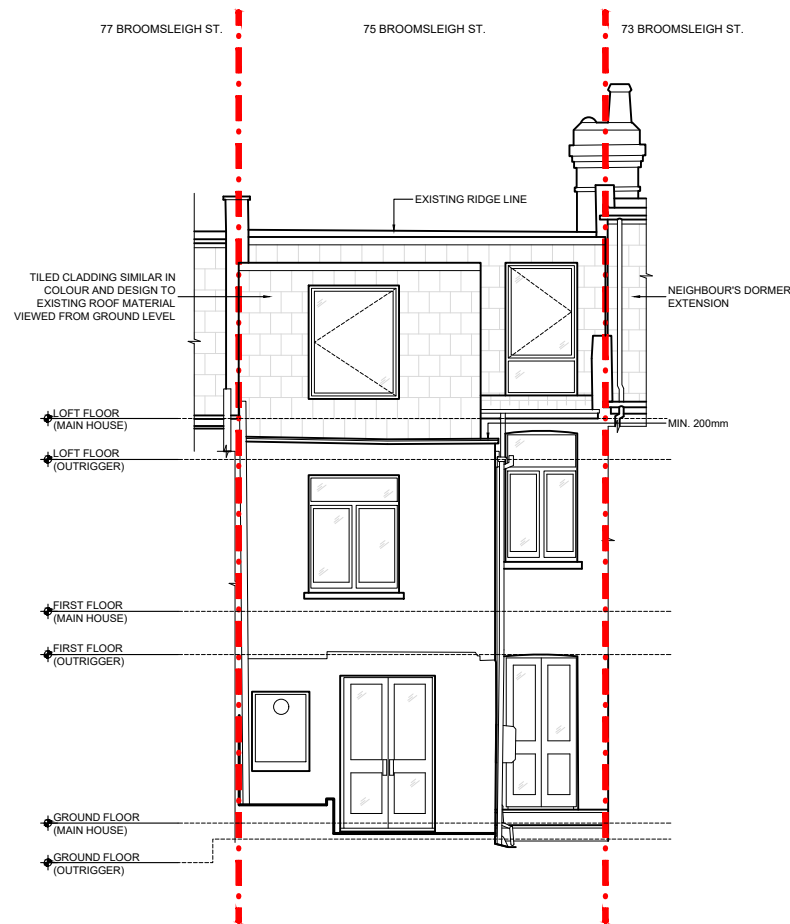 77 BROOMSLEIGH ST.
75 BROOMSLEIGH ST.
73 BROOMSLEIGH ST.
EXISTING RIDGE LINE
TILED CLADDING SIMILAR IN
COLOUR AND DESIGN TO
EXISTING ROOF MATERIAL
VIEWED FROM GROUND LEVEL
NEIGHBOUR'S DORMER
EXTENSION
LOFT FLOOR
(MAIN HOUSE)
MIN. 200mm
LOFT FLOOR
(OUTRIGGER)
FIRST FLOOR
(MAIN HOUSE)
FIRST FLOOR
(OUTRIGGER)
GROUND FLOOR
(MAIN HOUSE)
GROUND FLOOR
(OUTRIGGER)